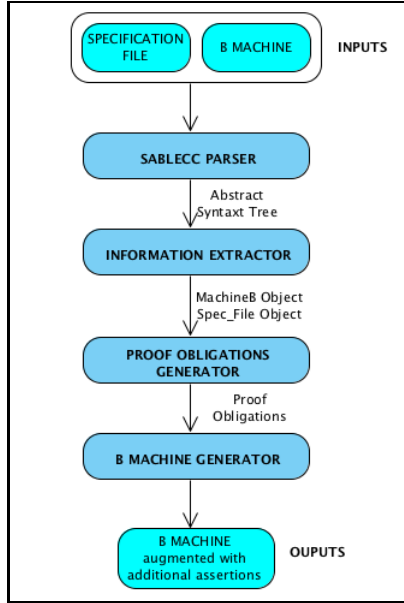 SPECIFICATION
FILE
B MACHINE
INPUTS
SABLECC PARSER
Abstract
Syntaxt Tree
INFORMATION EXTRACTOR
MachineB Object
Spec_File Object
PROOF OBLIGATIONS
GENERATOR
Proof
Obligations
B MACHINE GENERATOR
B MACHINE
augmented with
additional assertions
OUPUTS